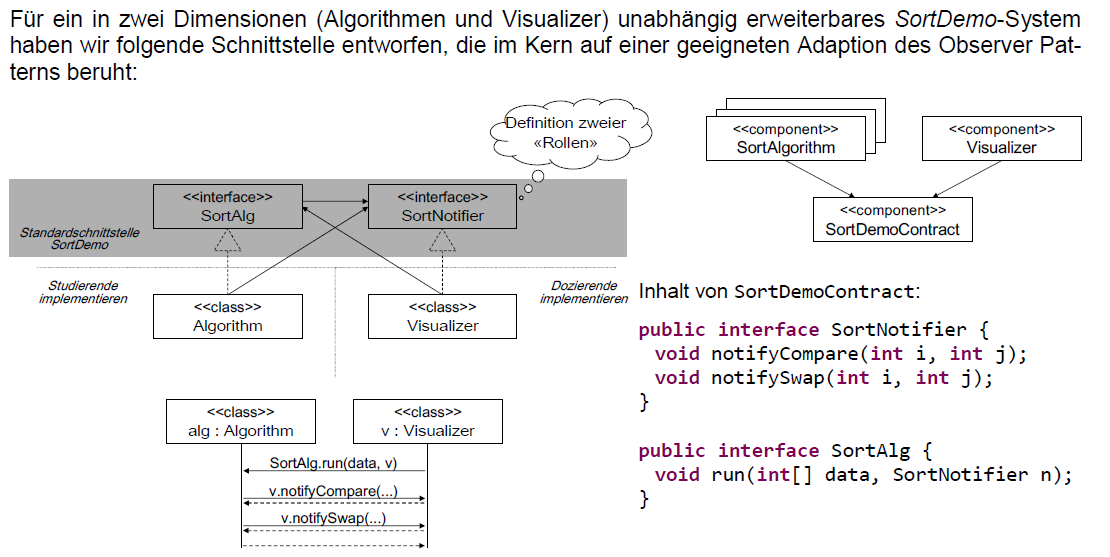 Für ein in zwei Dimensionen (Algorithmen und Visualizer) unabhängig erweiterbares SortDemo-System
haben wir folgende Schnittstelle entworfen, die im Kern auf einer geeigneten Adaption des Observer Pat-
terns beruht:
Definition zweier
«Rollen»
<<interface>>
SortAlg
<<interface>>
SortNotifier
Standardschnittstelle
SortDemo
Studierende
implementieren
Dozierende
implementieren
<<class>>
Algorithm
<<class>>
Visualizer
<<class>>
alg : Algorithm
<<class>>
v : Visualizer
SortAlg.run(data, v)
v.notifyCompare(...)
v.notifySwap(...)
<<component>>
SortAlgorithm
<<component>>
Visualizer
<<component>>
SortDemoContract
Inhalt von SortDemoContract:
public interface SortNotifier {
void notifyCompare(int i, int j);
void notifySwap(int i, int j);
}
public interface SortAlg {
void run(int[] data, SortNotifier n);
}